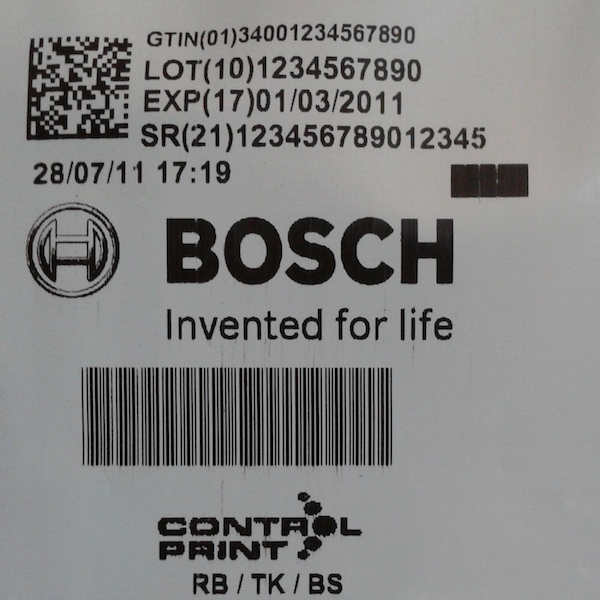 GTIN(01)34001234567890
LOT(10)1234567890
EXP(17)01/03/2011
SR(21)123456789012345
28/07/11 17:19
BOSCH
Invented for life
CONTROL
PRINT
RB / TK / BS